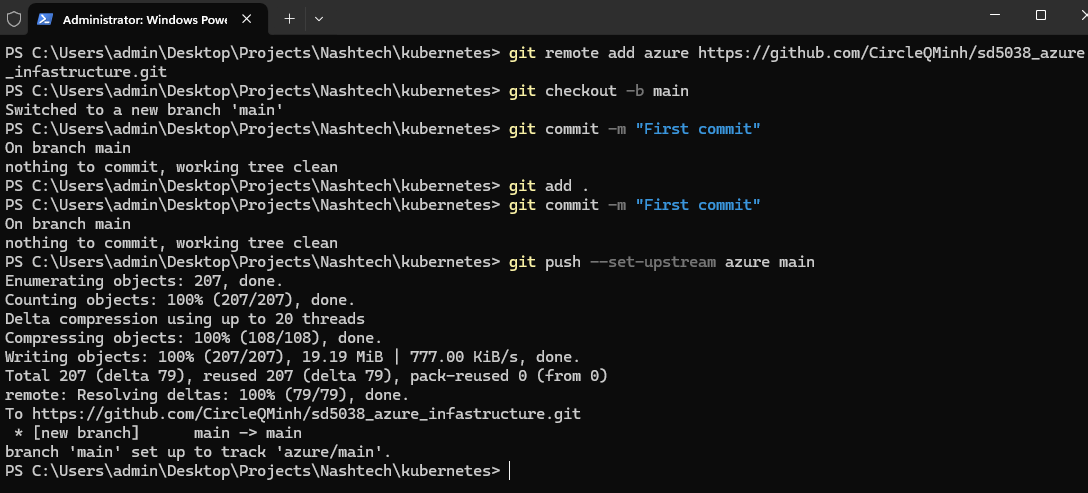 Administrator: Windows Powe
PS C:\Users\admin\Desktop\Projects\Nashtech\kubernetes> git remote add azure https://github.com/CircleQMinh/sd5038_azure
_infastructure.git
PS C:\Users\admin\Desktop\Projects\Nashtech\kubernetes> git checkout -b main
Switched to a new branch 'main'
PS C:\Users\admin\Desktop\Projects\Nashtech\kubernetes> git commit -m "First commit"
On branch main
nothing to commit, working tree clean
PS C:\Users\admin\Desktop\Projects\Nashtech\kubernetes> git add .
PS C:\Users\admin\Desktop\Projects\Nashtech\kubernetes> git commit -m "First commit"
On branch main
nothing to commit, working tree clean
PS C:\Users\admin\Desktop\Projects\Nashtech\kubernetes> git push --set-upstream azure main
Enumerating objects: 207, done.
Counting objects: 100% (207/207), done.
Delta compression using up to 20 threads
Compressing objects: 100% (108/108), done.
Writing objects: 100% (207/207), 19.19 MiB | 777.00 KiB/s, done.
Total 207 (delta 79), reused 207 (delta 79), pack-reused 0 (from 0)
remote: Resolving deltas: 100% (79/79), done.
To https://github.com/CircleQMinh/sd5038_azure_infastructure.git
 * [new branch]      main -> main
branch 'main' set up to track 'azure/main'.
PS C:\Users\admin\Desktop\Projects\Nashtech\kubernetes>